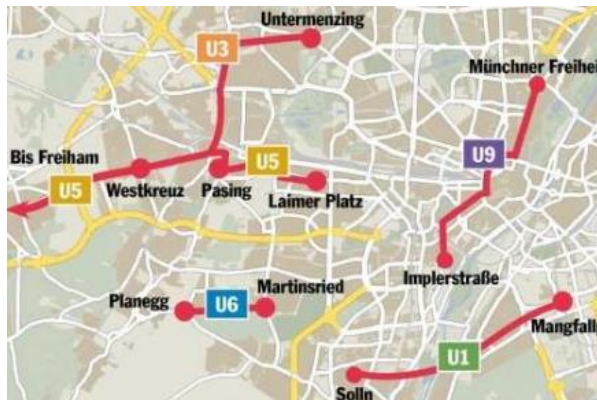 Untermenzing
U3
Münchner Freihei
U9
Bis Freiham
U5
Westkreuz
Pasing
U5
Laimer Platz
Implerstraße
Planegg
U6
Martinsried
Mangfallp
U1
Solln